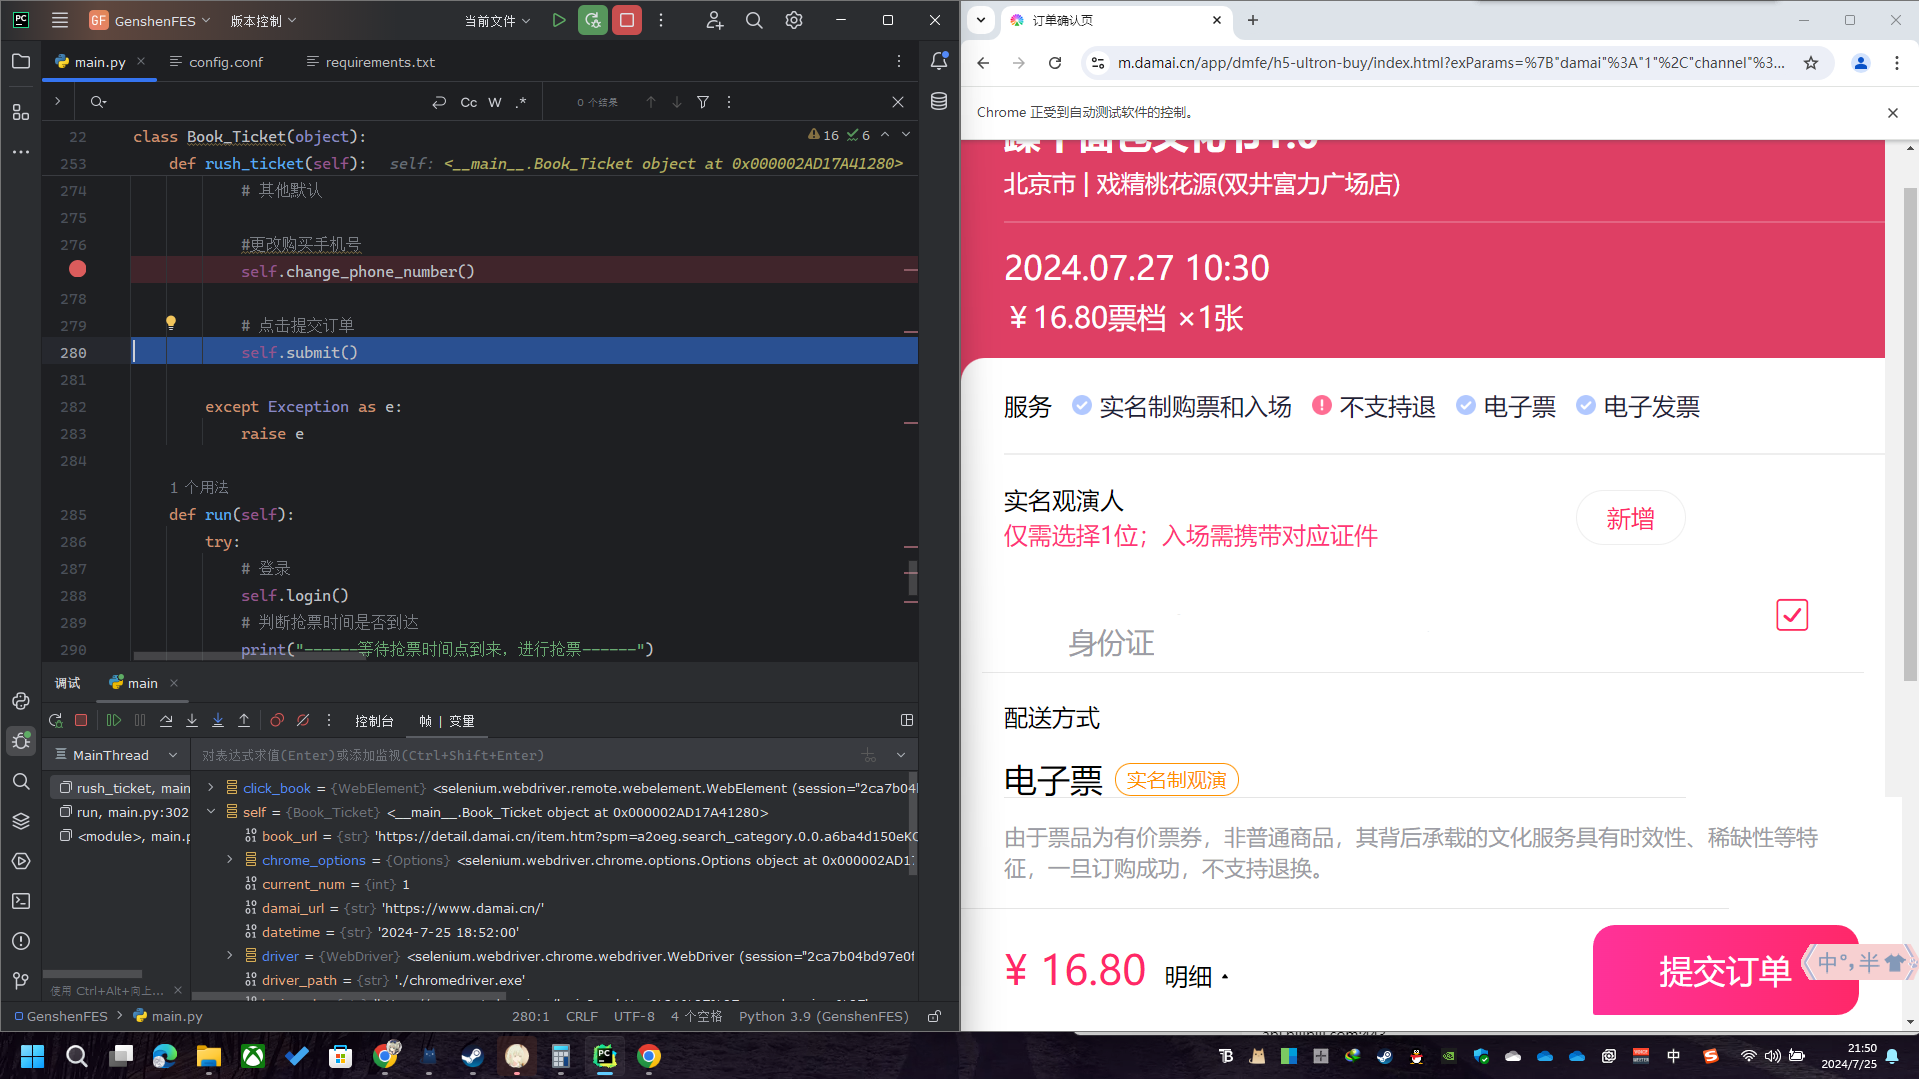 GF GenshenFES 版本控制 当前文件
main.py config.conf requirements.txt
Cc W .* 0 个结果
22 class Book_Ticket(object): 16 6
253 def rush_ticket(self): self: <__main__.Book_Ticket object at 0x000002AD17A41280>
274 # 其他默认
275
276 #更改购买手机号
self.change_phone_number()
278
279 # 点击提交订单
280 self.submit()
281
282 except Exception as e:
283 raise e
284
1 个用法
285 def run(self):
286 try:
287 # 登录
288 self.login()
289 # 判断抢票时间是否到达
290 print("------等待抢票时间点到来，进行抢票------")
调试 main
控制台 帧 | 变量
MainThread 对表达式求值(Enter)或添加监视(Ctrl+Shift+Enter)
rush_ticket, main
run, main.py:302
<module>, main.p
使用 Ctrl+Alt+向上...
click_book = {WebElement} <selenium.webdriver.remote.webelement.WebElement (session="2ca7b04
self = {Book_Ticket} <__main__.Book_Ticket object at 0x000002AD17A41280>
book_url = {str} 'https://detail.damai.cn/item.htm?spm=a2oeg.search_category.0.0.a6ba4d150eK
chrome_options = {Options} <selenium.webdriver.chrome.options.Options object at 0x000002AD1
current_num = {int} 1
damai_url = {str} 'https://www.damai.cn/'
datetime = {str} '2024-7-25 18:52:00'
driver = {WebDriver} <selenium.webdriver.chrome.webdriver.WebDriver (session="2ca7b04bd97e0f
driver_path = {str} './chromedriver.exe'
GenshenFES main.py 280:1 CRLF UTF-8 4 个空格 Python 3.9 (GenshenFES)
订单确认页
m.damai.cn/app/dmfe/h5-ultron-buy/index.html?exParams=%7B"damai"%3A"1"%2C"channel"%3...
Chrome 正受到自动测试软件的控制。
北京市 | 戏精桃花源(双井富力广场店)
2024.07.27 10:30
￥16.80票档 ×1张
服务 实名制购票和入场 不支持退 电子票 电子发票
实名观演人
仅需选择1位；入场需携带对应证件
新增
身份证
配送方式
电子票 实名制观演
由于票品为有价票券，非普通商品，其背后承载的文化服务具有时效性、稀缺性等特
征，一旦订购成功，不支持退换。
￥ 16.80 明细
提交订单
中°, 半
中
21:50
2024/7/25